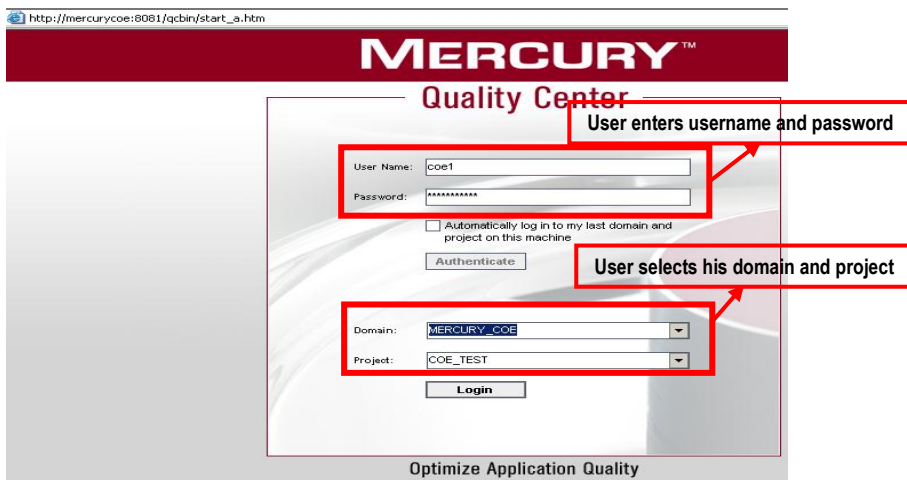 http://mercurycoe:8081/qcbin/start_a.htm
MERCURY™
Quality Center
User enters username and password
User Name: coe1
Password: ***********
Automatically log in to my last domain and
project on this machine
Authenticate
User selects his domain and project
Domain: MERCURY_COE
Project: COE_TEST
Login
Optimize Application Quality